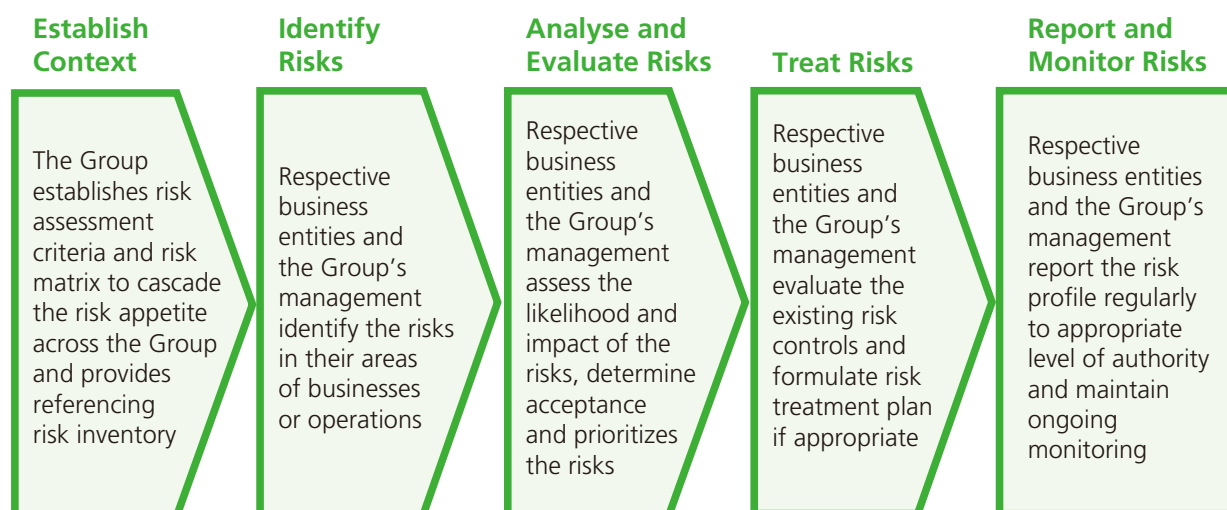 Establish
Context
The Group
establishes risk
assessment
criteria and risk
matrix to cascade
the risk appetite
across the Group
and provides
referencing
risk inventory
Identify
Risks
Respective
business
entities and
the Group's
management
identify the risks
in their areas
of businesses
or operations
Analyse and
Evaluate Risks
Respective
business
entities and
the Group's
management
assess the
likelihood and
impact of the
risks, determine
acceptance
and prioritizes
the risks
Treat Risks
Respective
business
entities and
the Group's
management
evaluate the
existing risk
controls and
formulate risk
treatment plan
if appropriate
Report and
Monitor Risks
Respective
business entities
and the Group's
management
report the risk
profile regularly
to appropriate
level of authority
and maintain
ongoing
monitoring